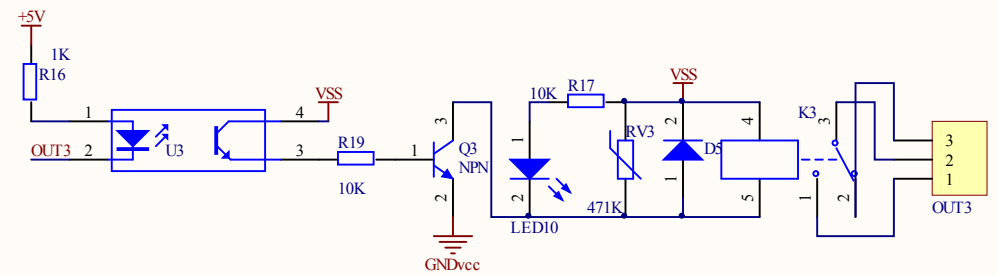 +5V
1K
R16
1
OUT3
2
U3
4
VSS
3
R19
10K
1
3
Q3
NPN
2
GNDvcc
10K
R17
1
2
LED10
RV3
471K
VSS
2
D5
1
4
5
K3
3
1
2
3
2
1
OUT3